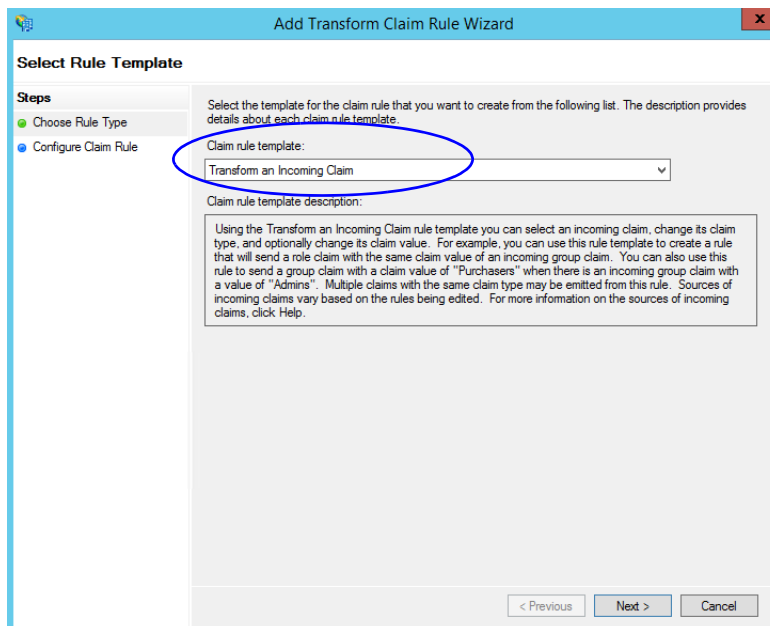 Add Transform Claim Rule Wizard
x
Select Rule Template
Steps
Choose Rule Type
Configure Claim Rule
Select the template for the claim rule that you want to create from the following list. The description provides
details about each claim rule template.
Claim rule template:
Transform an Incoming Claim
Claim rule template description:
Using the Transform an Incoming Claim rule template you can select an incoming claim, change its claim
type, and optionally change its claim value. For example, you can use this rule template to create a rule
that will send a role claim with the same claim value of an incoming group claim. You can also use this
rule to send a group claim with a claim value of "Purchasers" when there is an incoming group claim with
a value of "Admins". Multiple claims with the same claim type may be emitted from this rule. Sources of
incoming claims vary based on the rules being edited. For more information on the sources of incoming
claims, click Help.
< Previous
Next >
Cancel